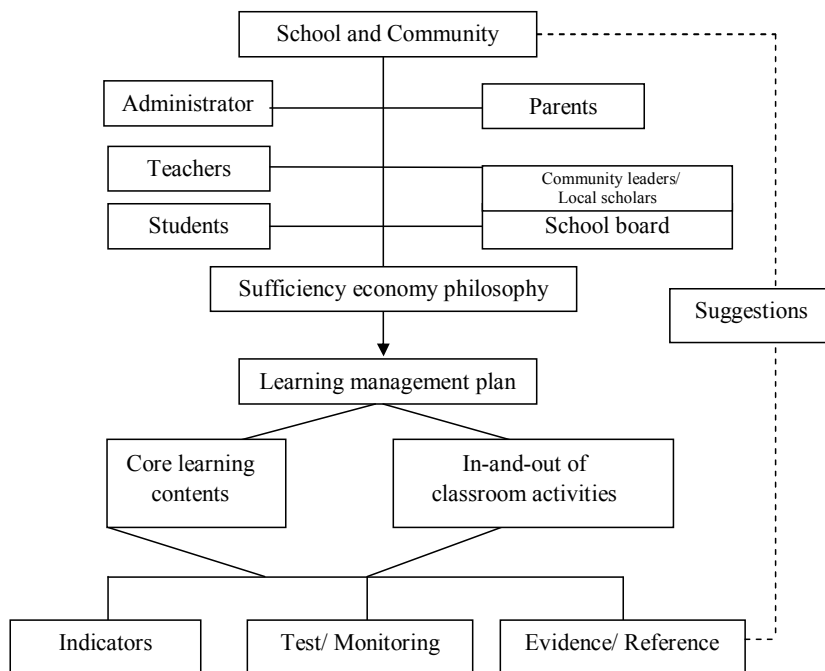 School and Community
Administrator
Parents
Teachers
Community leaders/
Local scholars
Students
School board
Sufficiency economy philosophy
Suggestions
Learning management plan
Core learning
contents
In-and-out of
classroom activities
Indicators
Test/ Monitoring
Evidence/ Reference